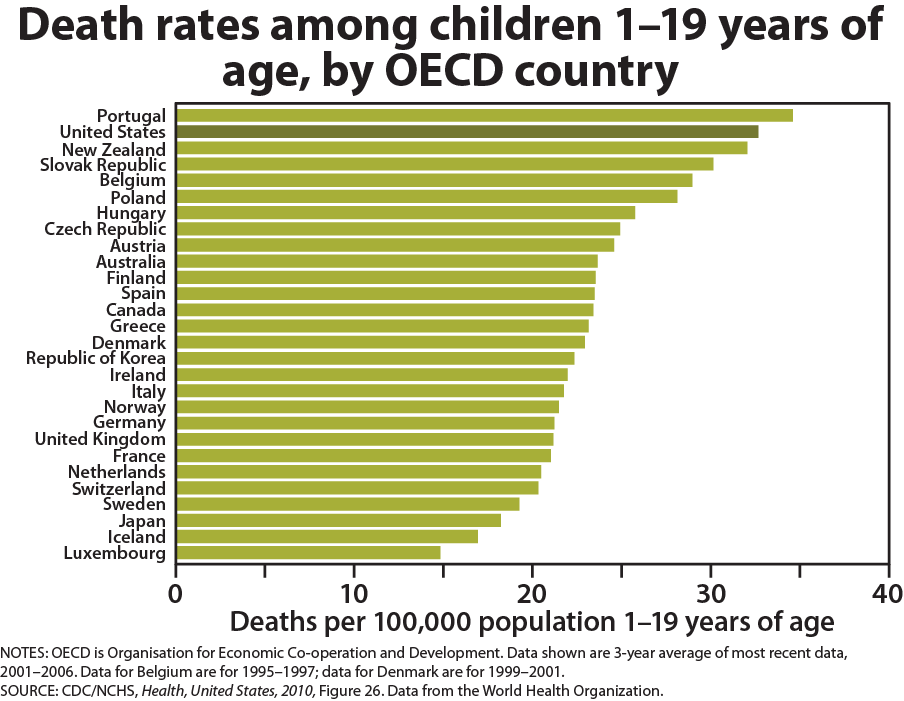 Death rates among children 1–19 years of
age, by OECD country
Portugal
United States
New Zealand
Slovak Republic
Belgium
Poland
Hungary
Czech Republic
Austria
Australia
Finland
Spain
Canada
Greece
Denmark
Republic of Korea
Ireland
Italy
Norway
Germany
United Kingdom
France
Netherlands
Switzerland
Sweden
Japan
Iceland
Luxembourg
0 10 20 30 40
Deaths per 100,000 population 1–19 years of age
NOTES: OECD is Organisation for Economic Co-operation and Development. Data shown are 3-year average of most recent data,
2001–2006. Data for Belgium are for 1995–1997; data for Denmark are for 1999–2001.
SOURCE: CDC/NCHS, Health, United States, 2010, Figure 26. Data from the World Health Organization.